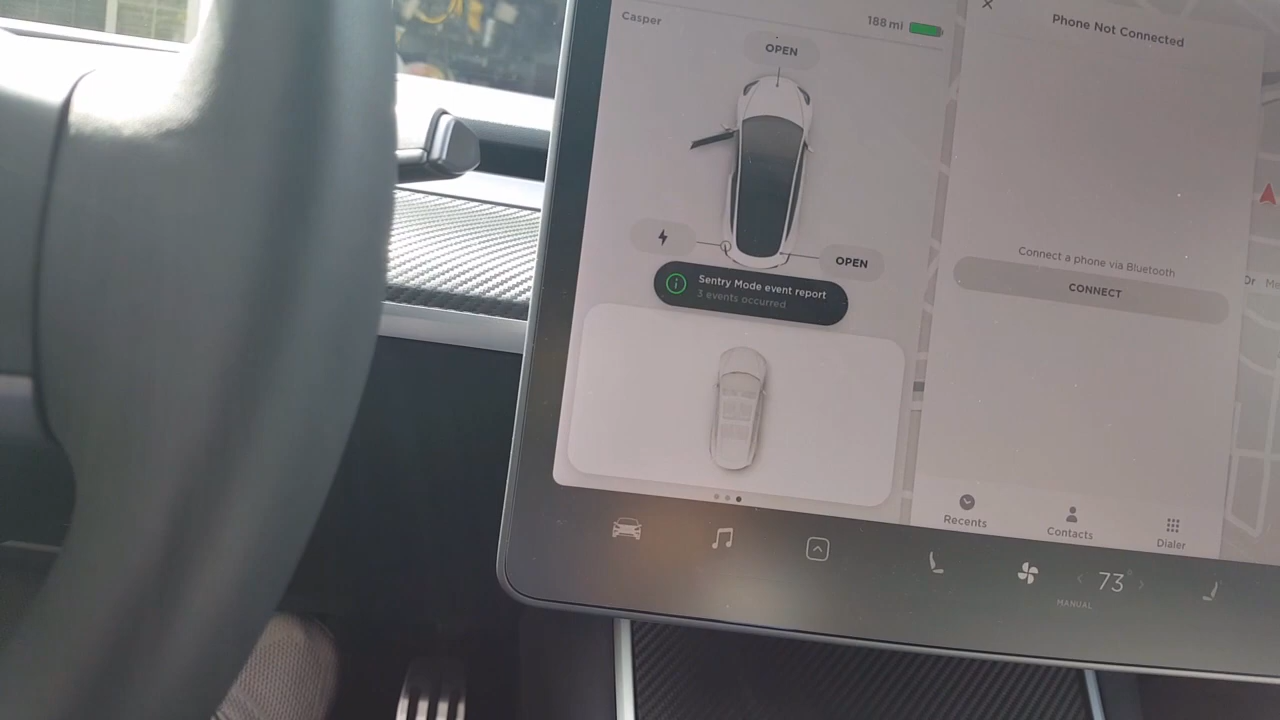 Casper
188 mi
OPEN
OPEN
Sentry Mode event report
3 events occurred
Phone Not Connected
Connect a phone via Bluetooth
CONNECT
Recents
Contacts
Dialer
73°
MANUAL